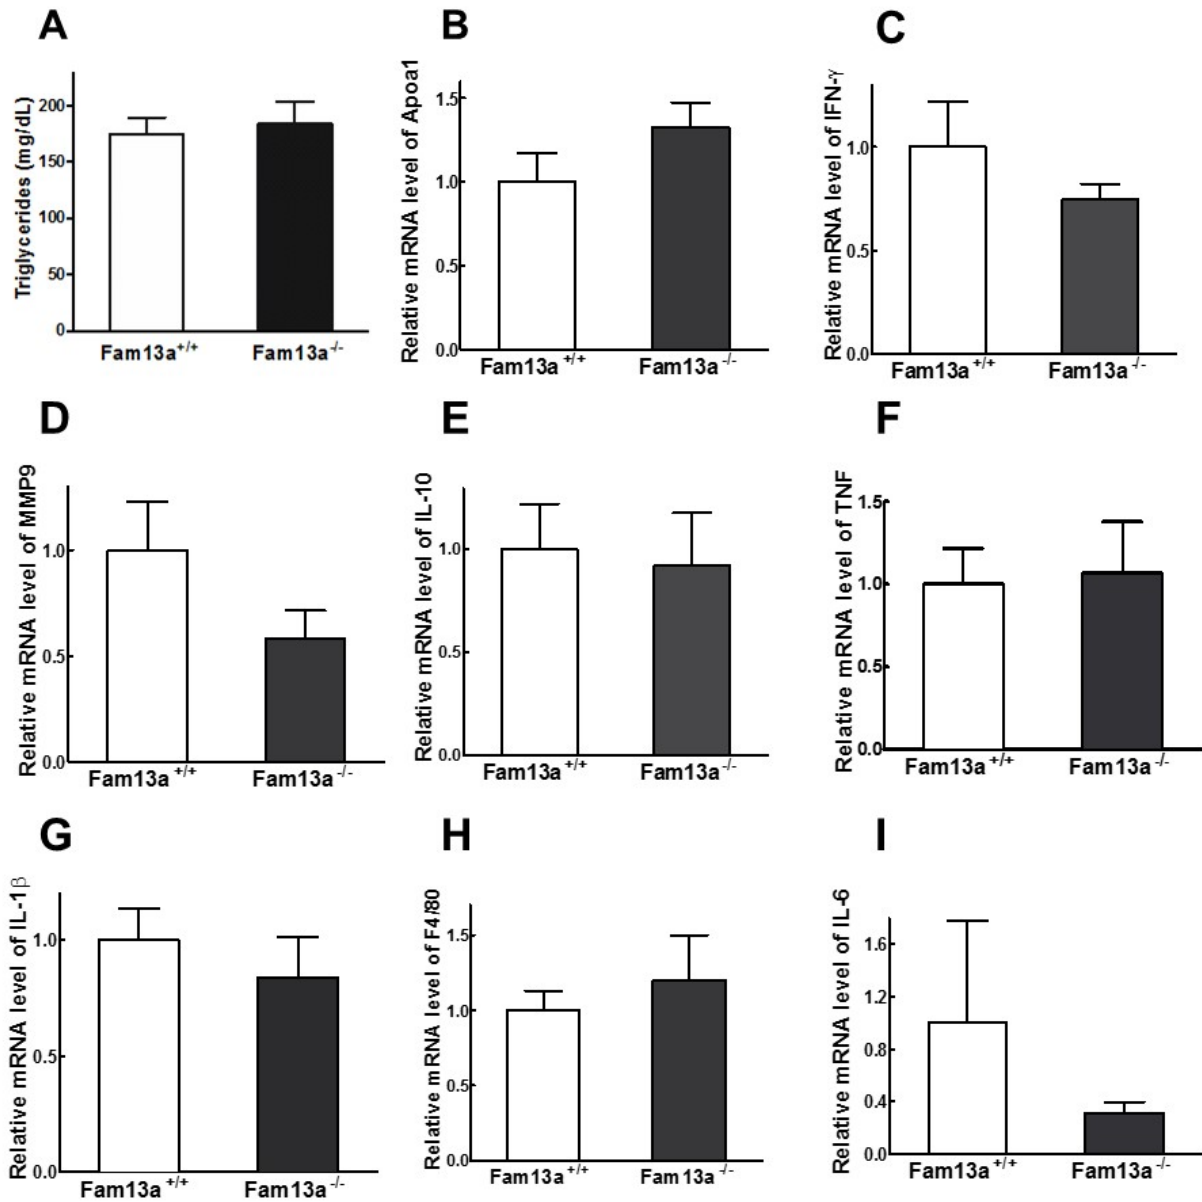 A
Triglycerides (mg/dL)
200
150
100
50
0
Fam13a+/+
Fam13a-/-
B
Relative mRNA level of Apoa1
1.5
1.0
0.5
0.0
Fam13a +/+
Fam13a -/-
C
Relative mRNA level of IFN-γ
1.0
0.5
0.0
Fam13a +/+
Fam13a -/-
D
Relative mRNA level of MMP9
1.0
0.5
0.0
Fam13a +/+
Fam13a -/-
E
Relative mRNA level of IL-10
1.0
0.5
0.0
Fam13a +/+
Fam13a -/-
F
Relative mRNA level of TNF
1.5
1.0
0.5
0.0
Fam13a +/+
Fam13a -/-
G
Relative mRNA level of IL-1β
1.0
0.5
0.0
Fam13a +/+
Fam13a -/-
H
Relative mRNA level of F4/80
1.5
1.0
0.5
0.0
Fam13a +/+
Fam13a -/-
I
Relative mRNA level of IL-6
1.6
1.2
0.8
0.4
0.0
Fam13a +/+
Fam13a -/-